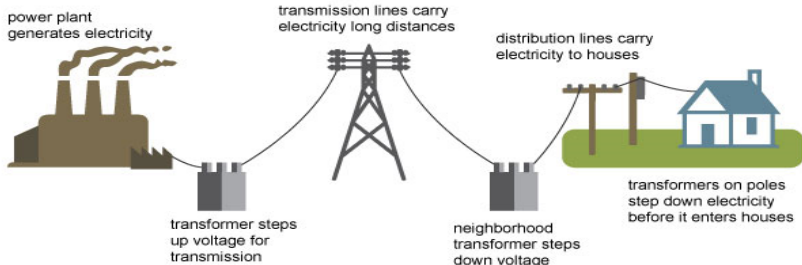 power plant
generates electricity
transmission lines carry
electricity long distances
distribution lines carry
electricity to houses
transformer steps
up voltage for
transmission
neighborhood
transformer steps
down voltage
transformers on poles
step down electricity
before it enters houses